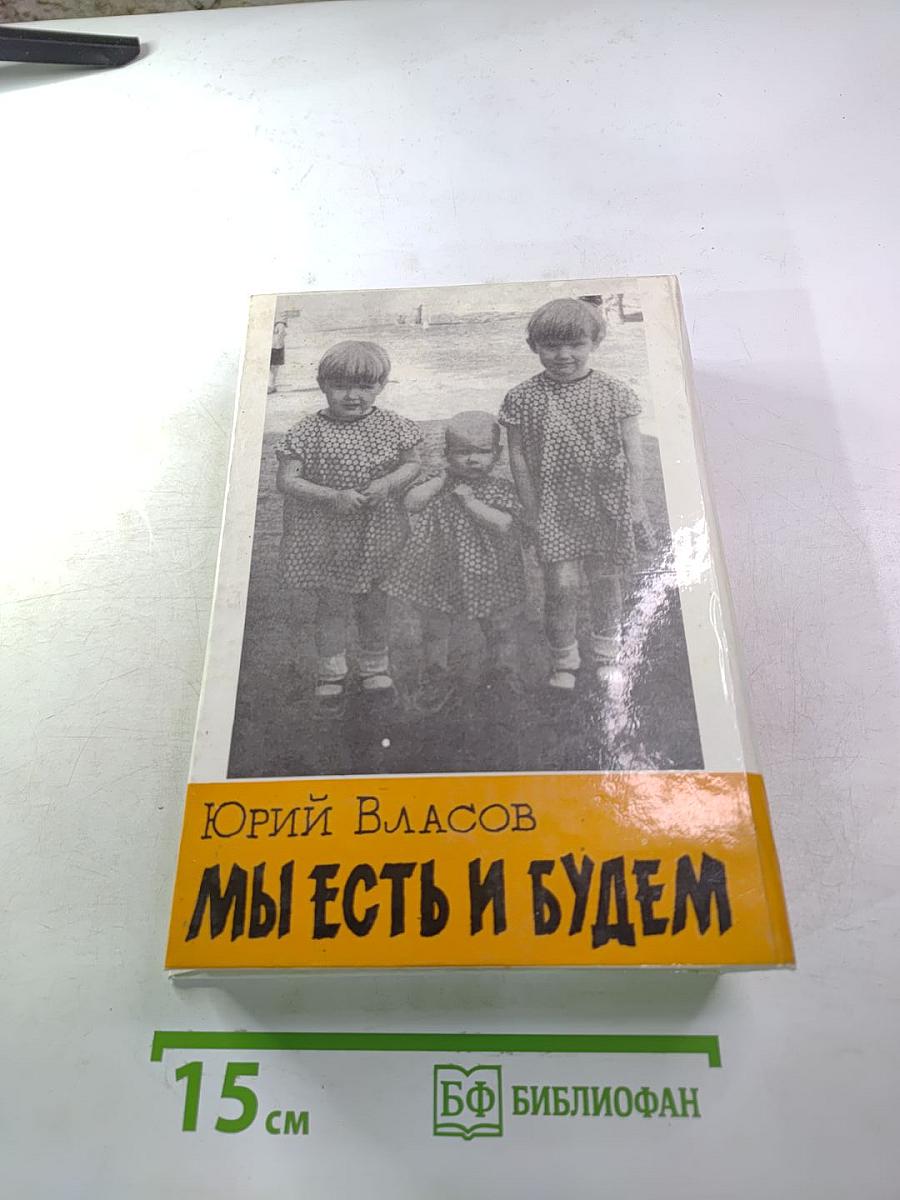 Юрий Власов
МЫ ЕСТЬ И БУДЕМ
15 см
БФ БИБЛИОФАН